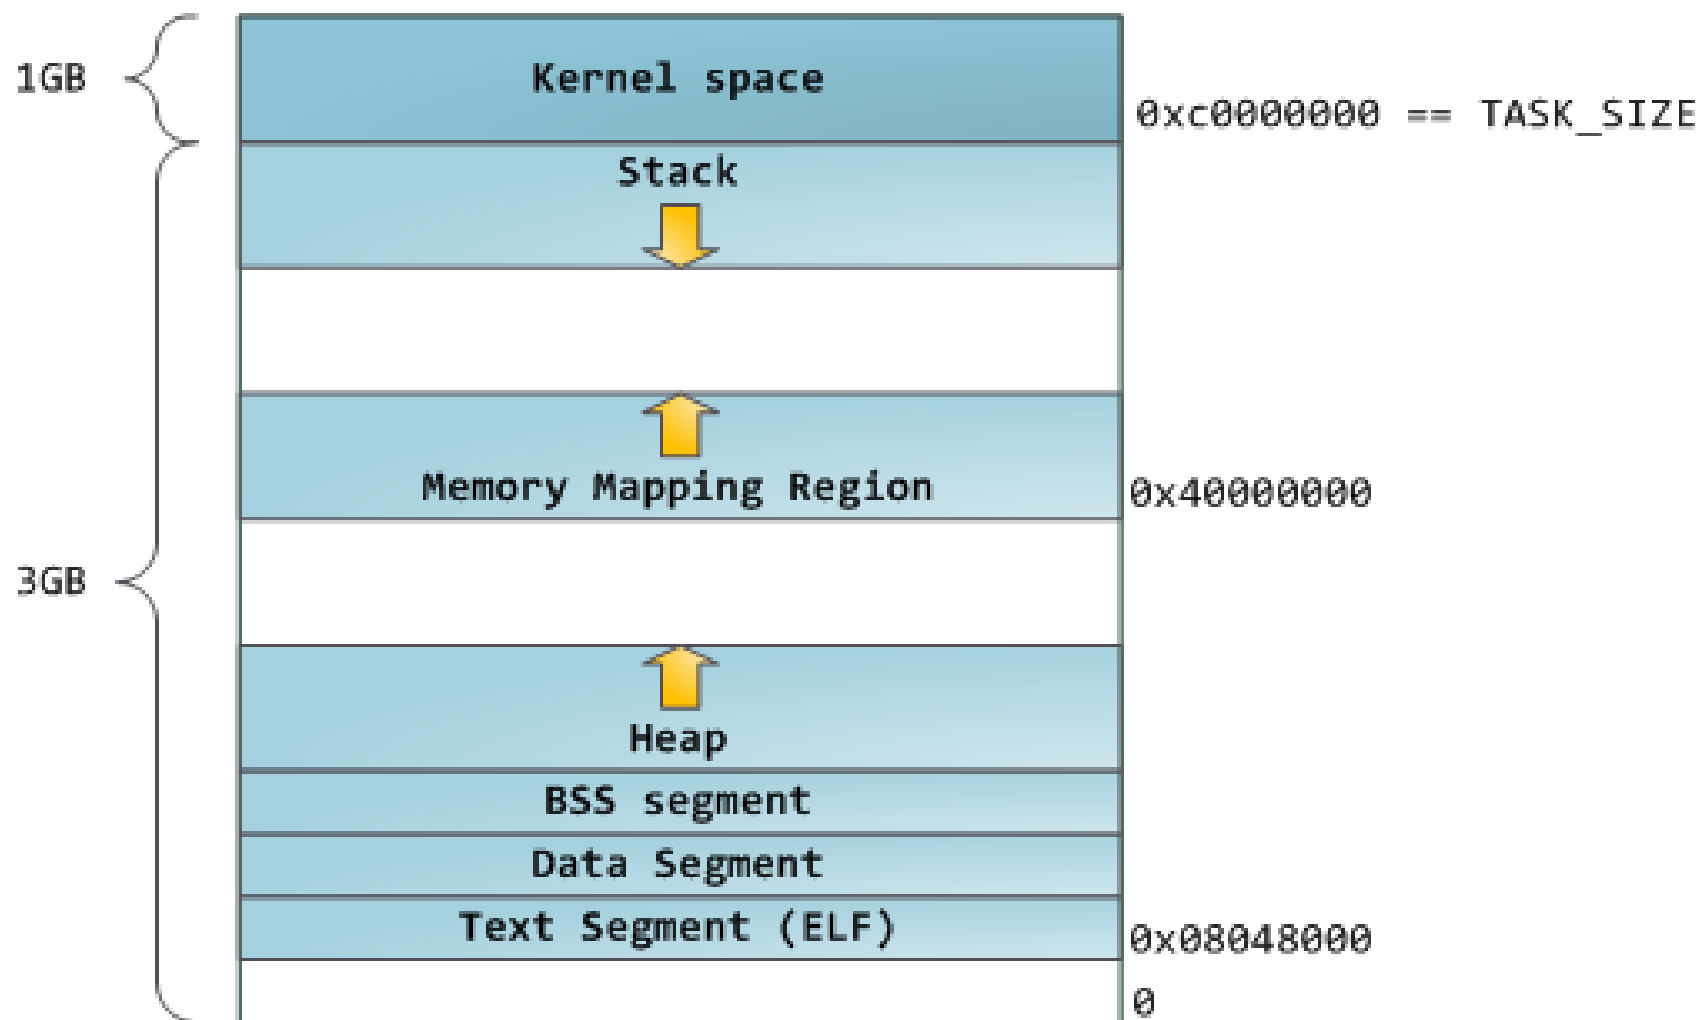 1GB
Kernel space
0xc0000000 == TASK_SIZE
Stack
Memory Mapping Region
0x40000000
3GB
Heap
BSS segment
Data Segment
Text Segment (ELF)
0x08048000
0